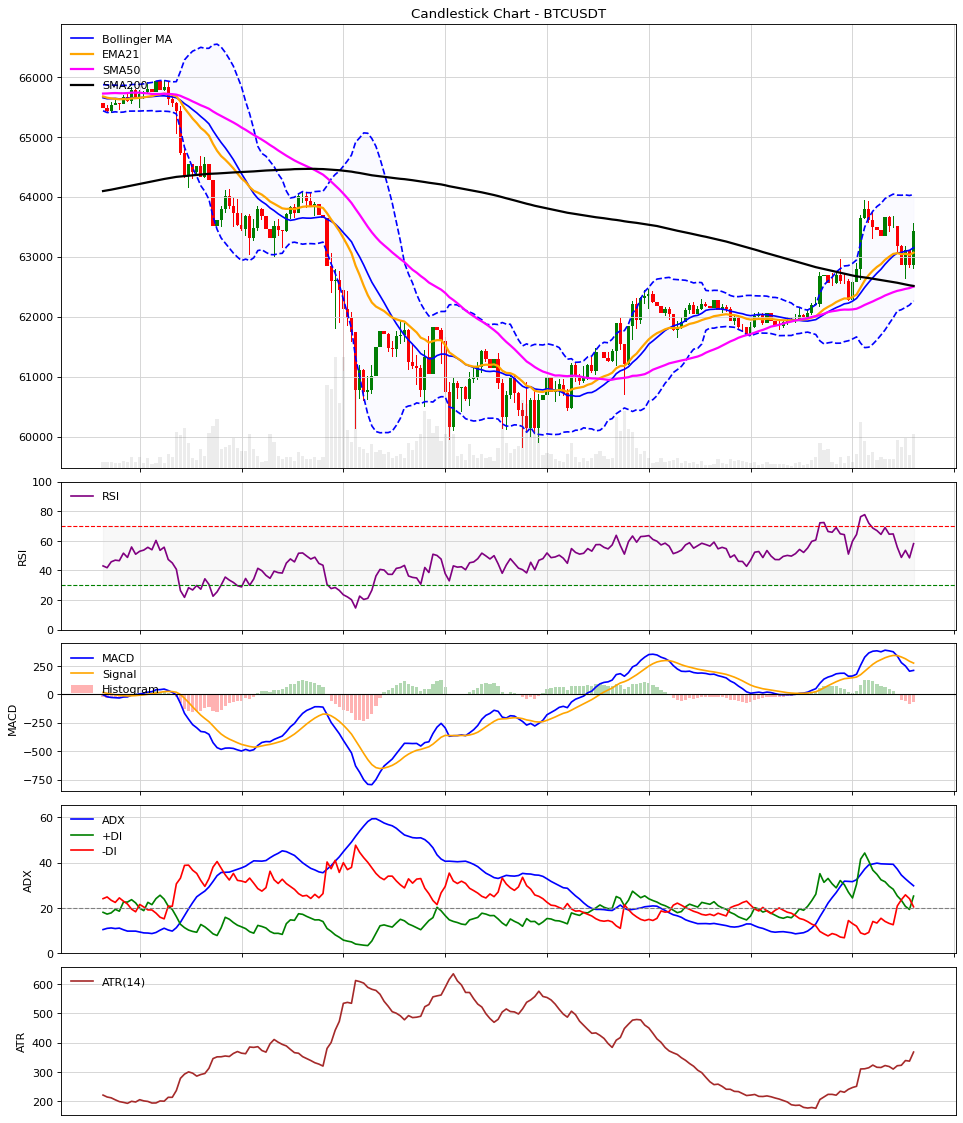 Candlestick Chart - BTCUSDT
Bollinger MA
EMA21
SMA50
SMA200
66000
65000
64000
63000
62000
61000
60000
RSI
100
80
60
40
20
0
RSI
MACD
Signal
Histogram
250
0
−250
−500
−750
MACD
ADX
+DI
-DI
60
40
20
0
ADX
ATR(14)
600
500
400
300
200
ATR